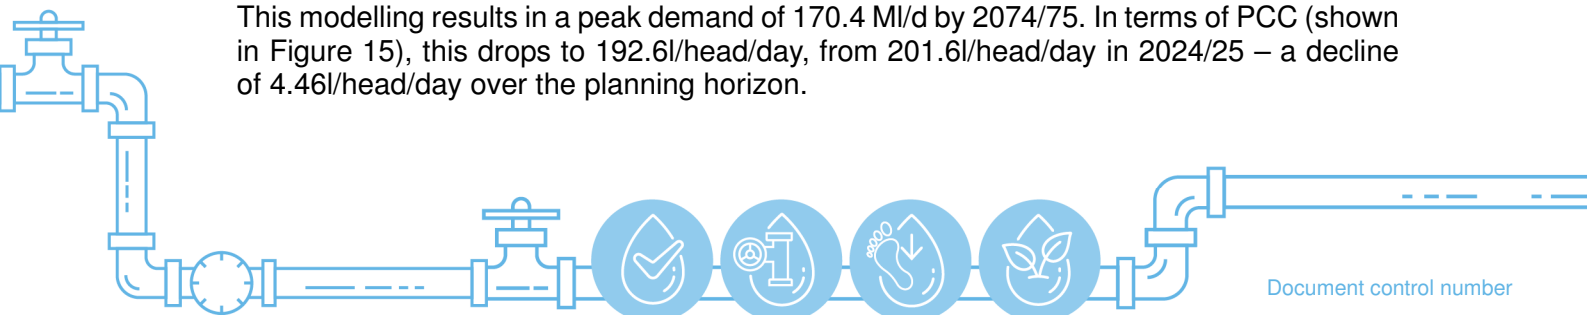 This modelling results in a peak demand of 170.4 Ml/d by 2074/75. In terms of PCC (shown
in Figure 15), this drops to 192.6l/head/day, from 201.6l/head/day in 2024/25 – a decline
of 4.46l/head/day over the planning horizon.
Document control number